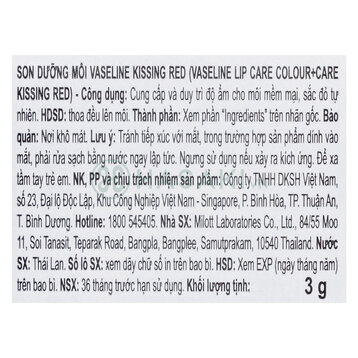 SON DƯỠNG MÔI VASELINE KISSING RED (VASELINE LIP CARE COLOUR+CARE
KISSING RED) - Công dụng: Cung cấp và duy trì độ ẩm cho môi mềm mại, sắc đỏ tự
nhiên. HDSD: thoa đều lên môi. Thành phần: Xem phần "Ingredients" trên nhãn gốc. Bảo
quản: Nơi khô mát. Lưu ý: Tránh tiếp xúc với mắt, trong trường hợp sản phẩm dính vào
mắt, phải rửa sạch bằng nước ngay lập tức. Ngưng sử dụng nếu xảy ra kích ứng. Để xa
tầm tay trẻ em. NK, PP và chịu trách nhiệm sản phẩm: Công ty TNHH DKSH Việt Nam,
số 23, Đại lộ Độc Lập, Khu Công nghiệp Việt Nam - Singapore, P. Bình Hòa, TP. Thuận An,
T. Bình Dương. Hotline: 1800 545405. Nhà SX: Milott Laboratories Co., Ltd., 84/55 Moo
11, Soi Tanasit, Teparak Road, Bangpla, Bangplee, Samutprakarn, 10540 Thailand. Nước
SX: Thái Lan. Số lô SX: xem dãy chữ số in trên bao bì. HSD: Xem EXP (ngày tháng năm)
trên bao bì. NSX: 36 tháng trước hạn sử dụng. Khối lượng tịnh: 3 g